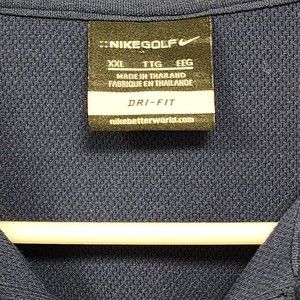 ::NIKEGOLF
XXL TTG EEG
MADE IN THAILAND
FABRIQUÉ EN THAÏLANDE
DRI-FIT
nikebetterworld.com